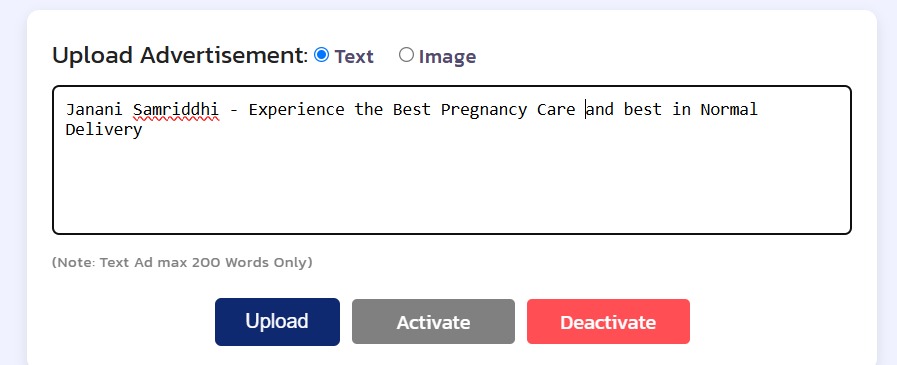 Upload Advertisement: Text Image
Janani Samriddhi - Experience the Best Pregnancy Care and best in Normal
Delivery
(Note: Text Ad max 200 Words Only)
Upload Activate Deactivate